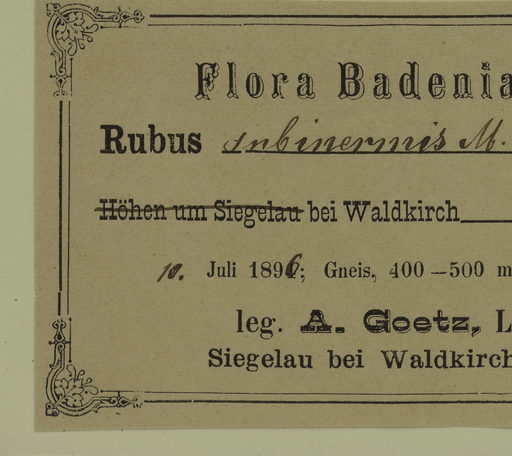 Flora Badenia
Rubus subinermis M.
Höhen um Siegelau bei Waldkirch
10. Juli 1896; Gneis, 400—500 m
leg. A. Goetz, L
Siegelau bei Waldkirch